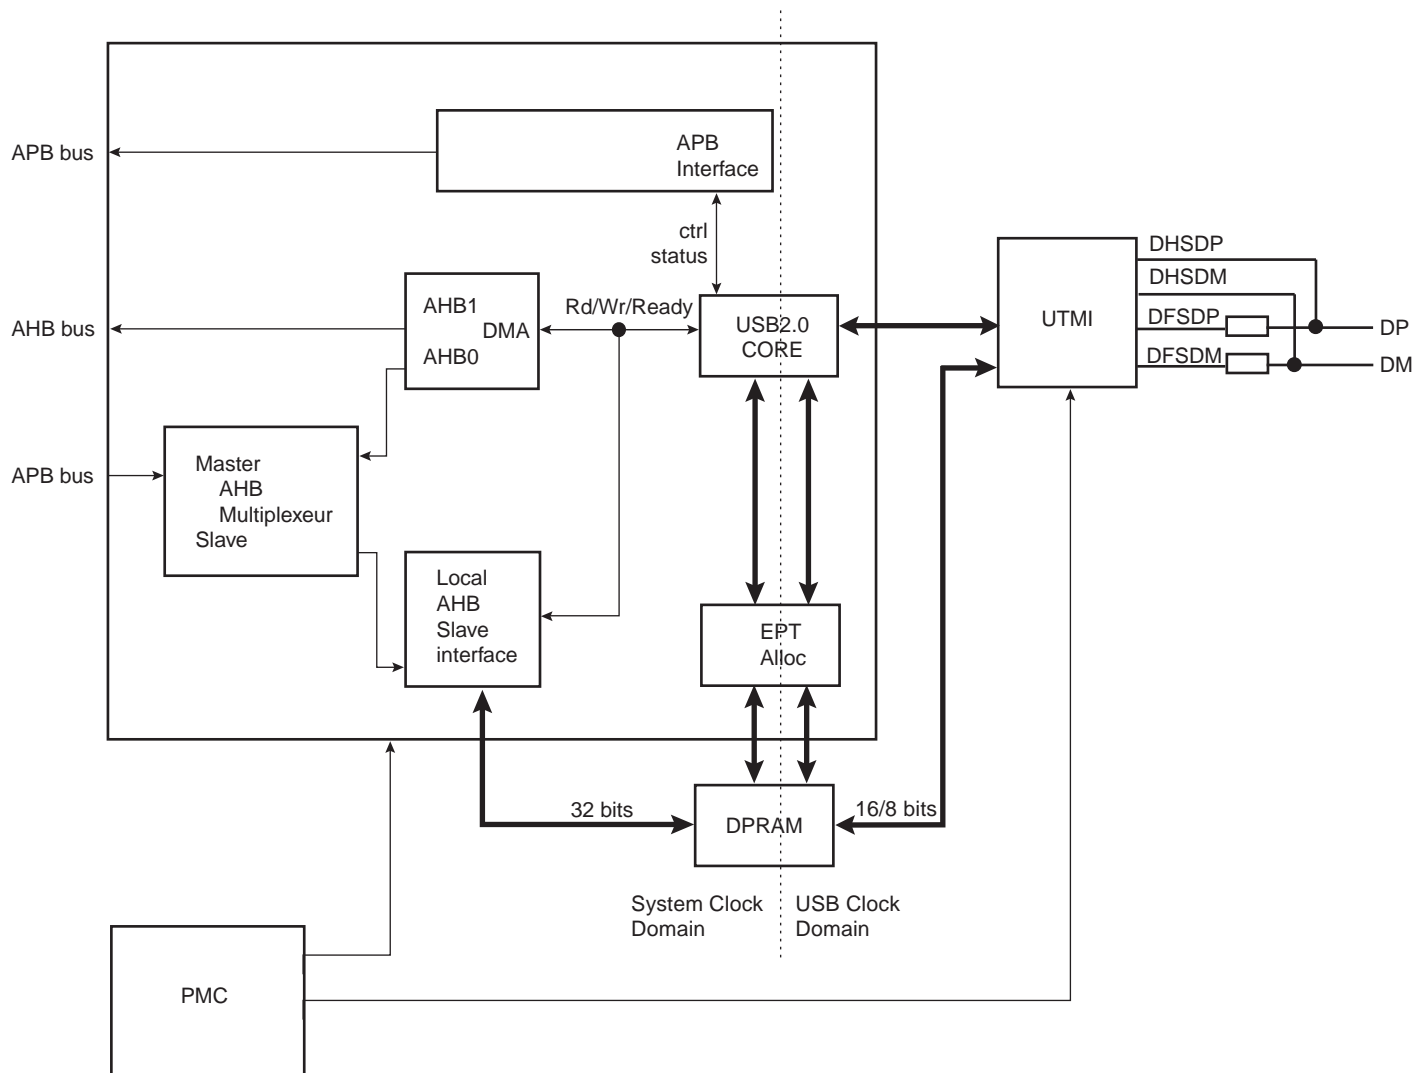 APB bus
APB
Interface
ctrl
status
AHB bus
AHB1
DMA
AHB0
Rd/Wr/Ready
USB2.0
CORE
UTMI
DHSDP
DHSDM
DFSDP
DFSDM
DP
DM
APB bus
Master
AHB
Multiplexeur
Slave
Local
AHB
Slave
interface
EPT
Alloc
32 bits
DPRAM
16/8 bits
System Clock
Domain
USB Clock
Domain
PMC